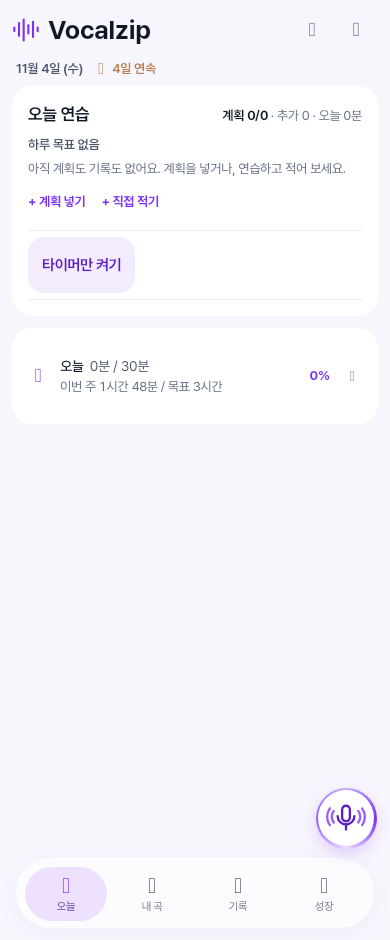 Vocalzip
11월 4일 (수) 4일 연속
오늘 연습 계획 0/0 · 추가 0 · 오늘 0분
하루 목표 없음
아직 계획도 기록도 없어요. 계획을 넣거나, 연습하고 적어 보세요.
+ 계획 넣기 + 직접 적기
타이머만 켜기
오늘 0분 / 30분
이번 주 1시간 48분 / 목표 3시간
0%
오늘 내 곡 기록 성장